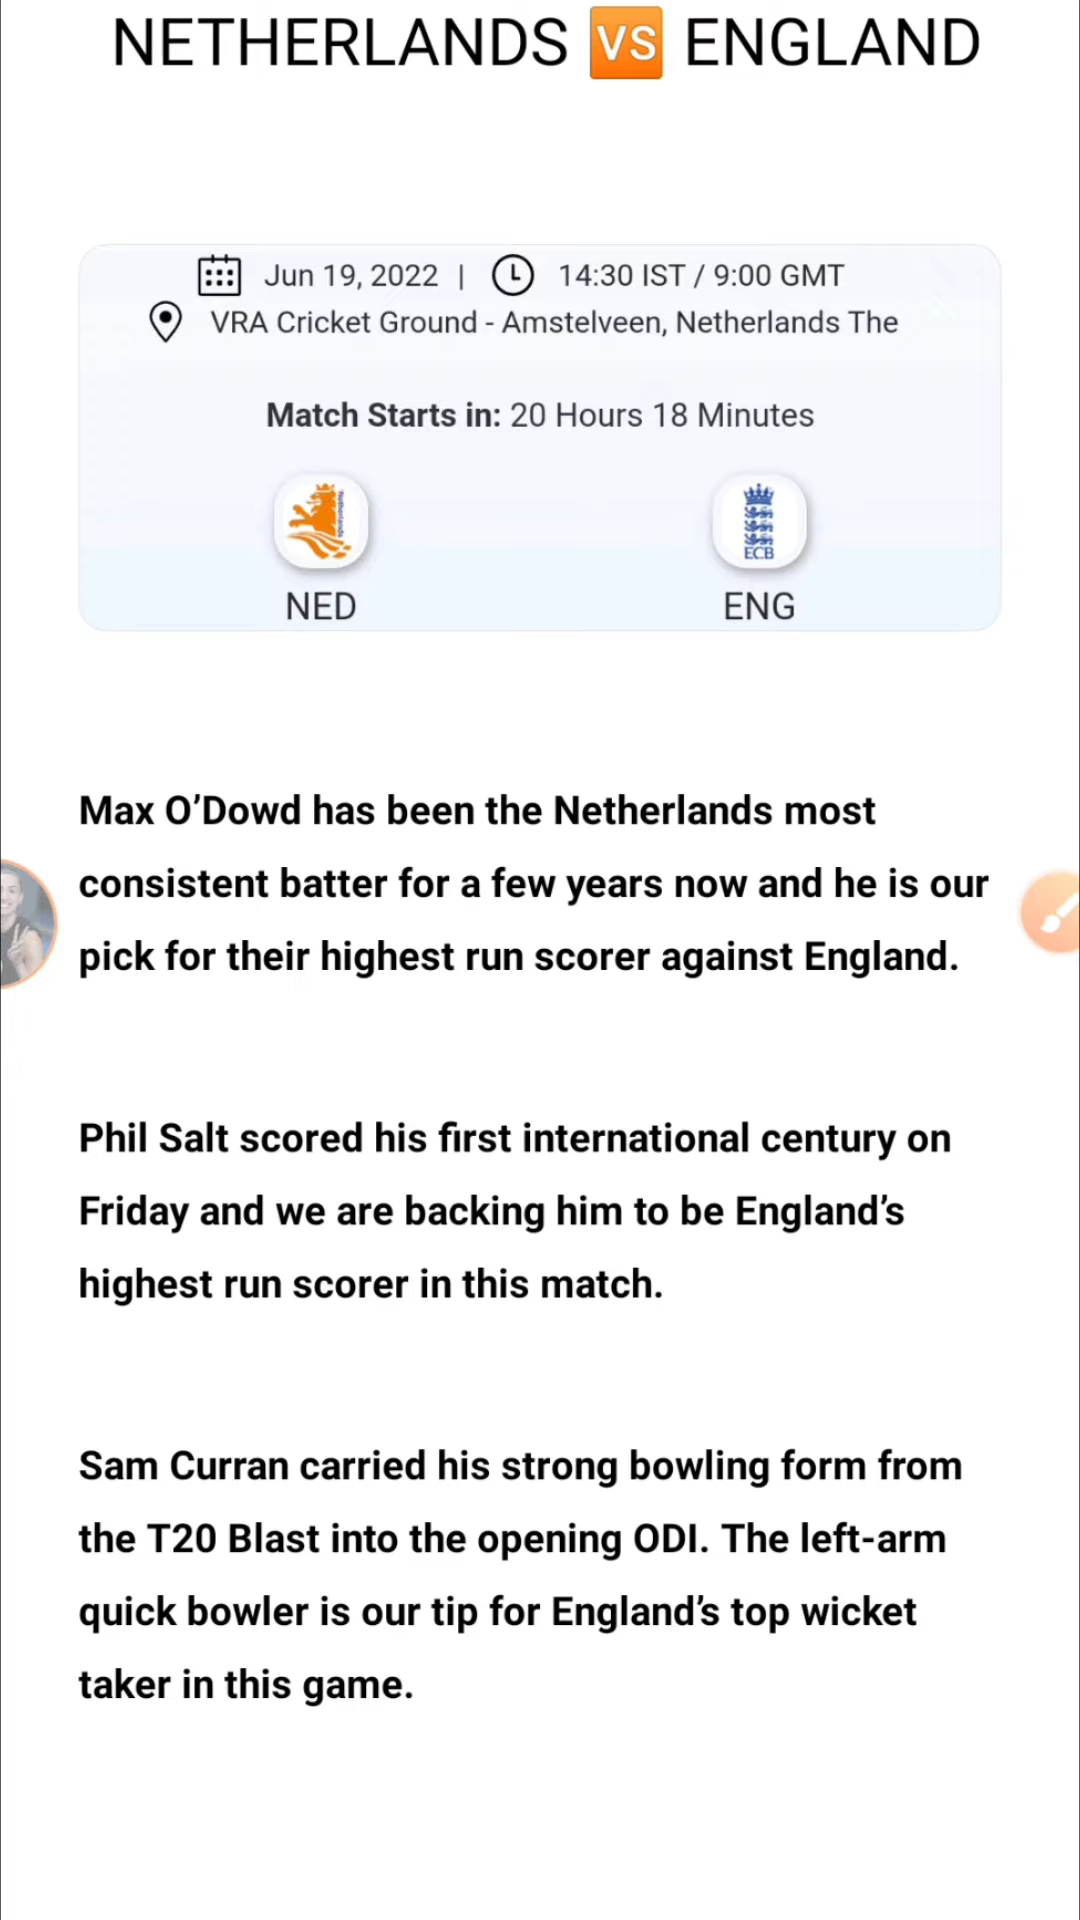 NETHERLANDS 🆚 ENGLAND
Jun 19, 2022 | 14:30 IST / 9:00 GMT
VRA Cricket Ground - Amstelveen, Netherlands The
Match Starts in: 20 Hours 18 Minutes
Netherlands
ECB
NED ENG
Max O’Dowd has been the Netherlands most
consistent batter for a few years now and he is our
pick for their highest run scorer against England.
Phil Salt scored his first international century on
Friday and we are backing him to be England’s
highest run scorer in this match.
Sam Curran carried his strong bowling form from
the T20 Blast into the opening ODI. The left-arm
quick bowler is our tip for England’s top wicket
taker in this game.